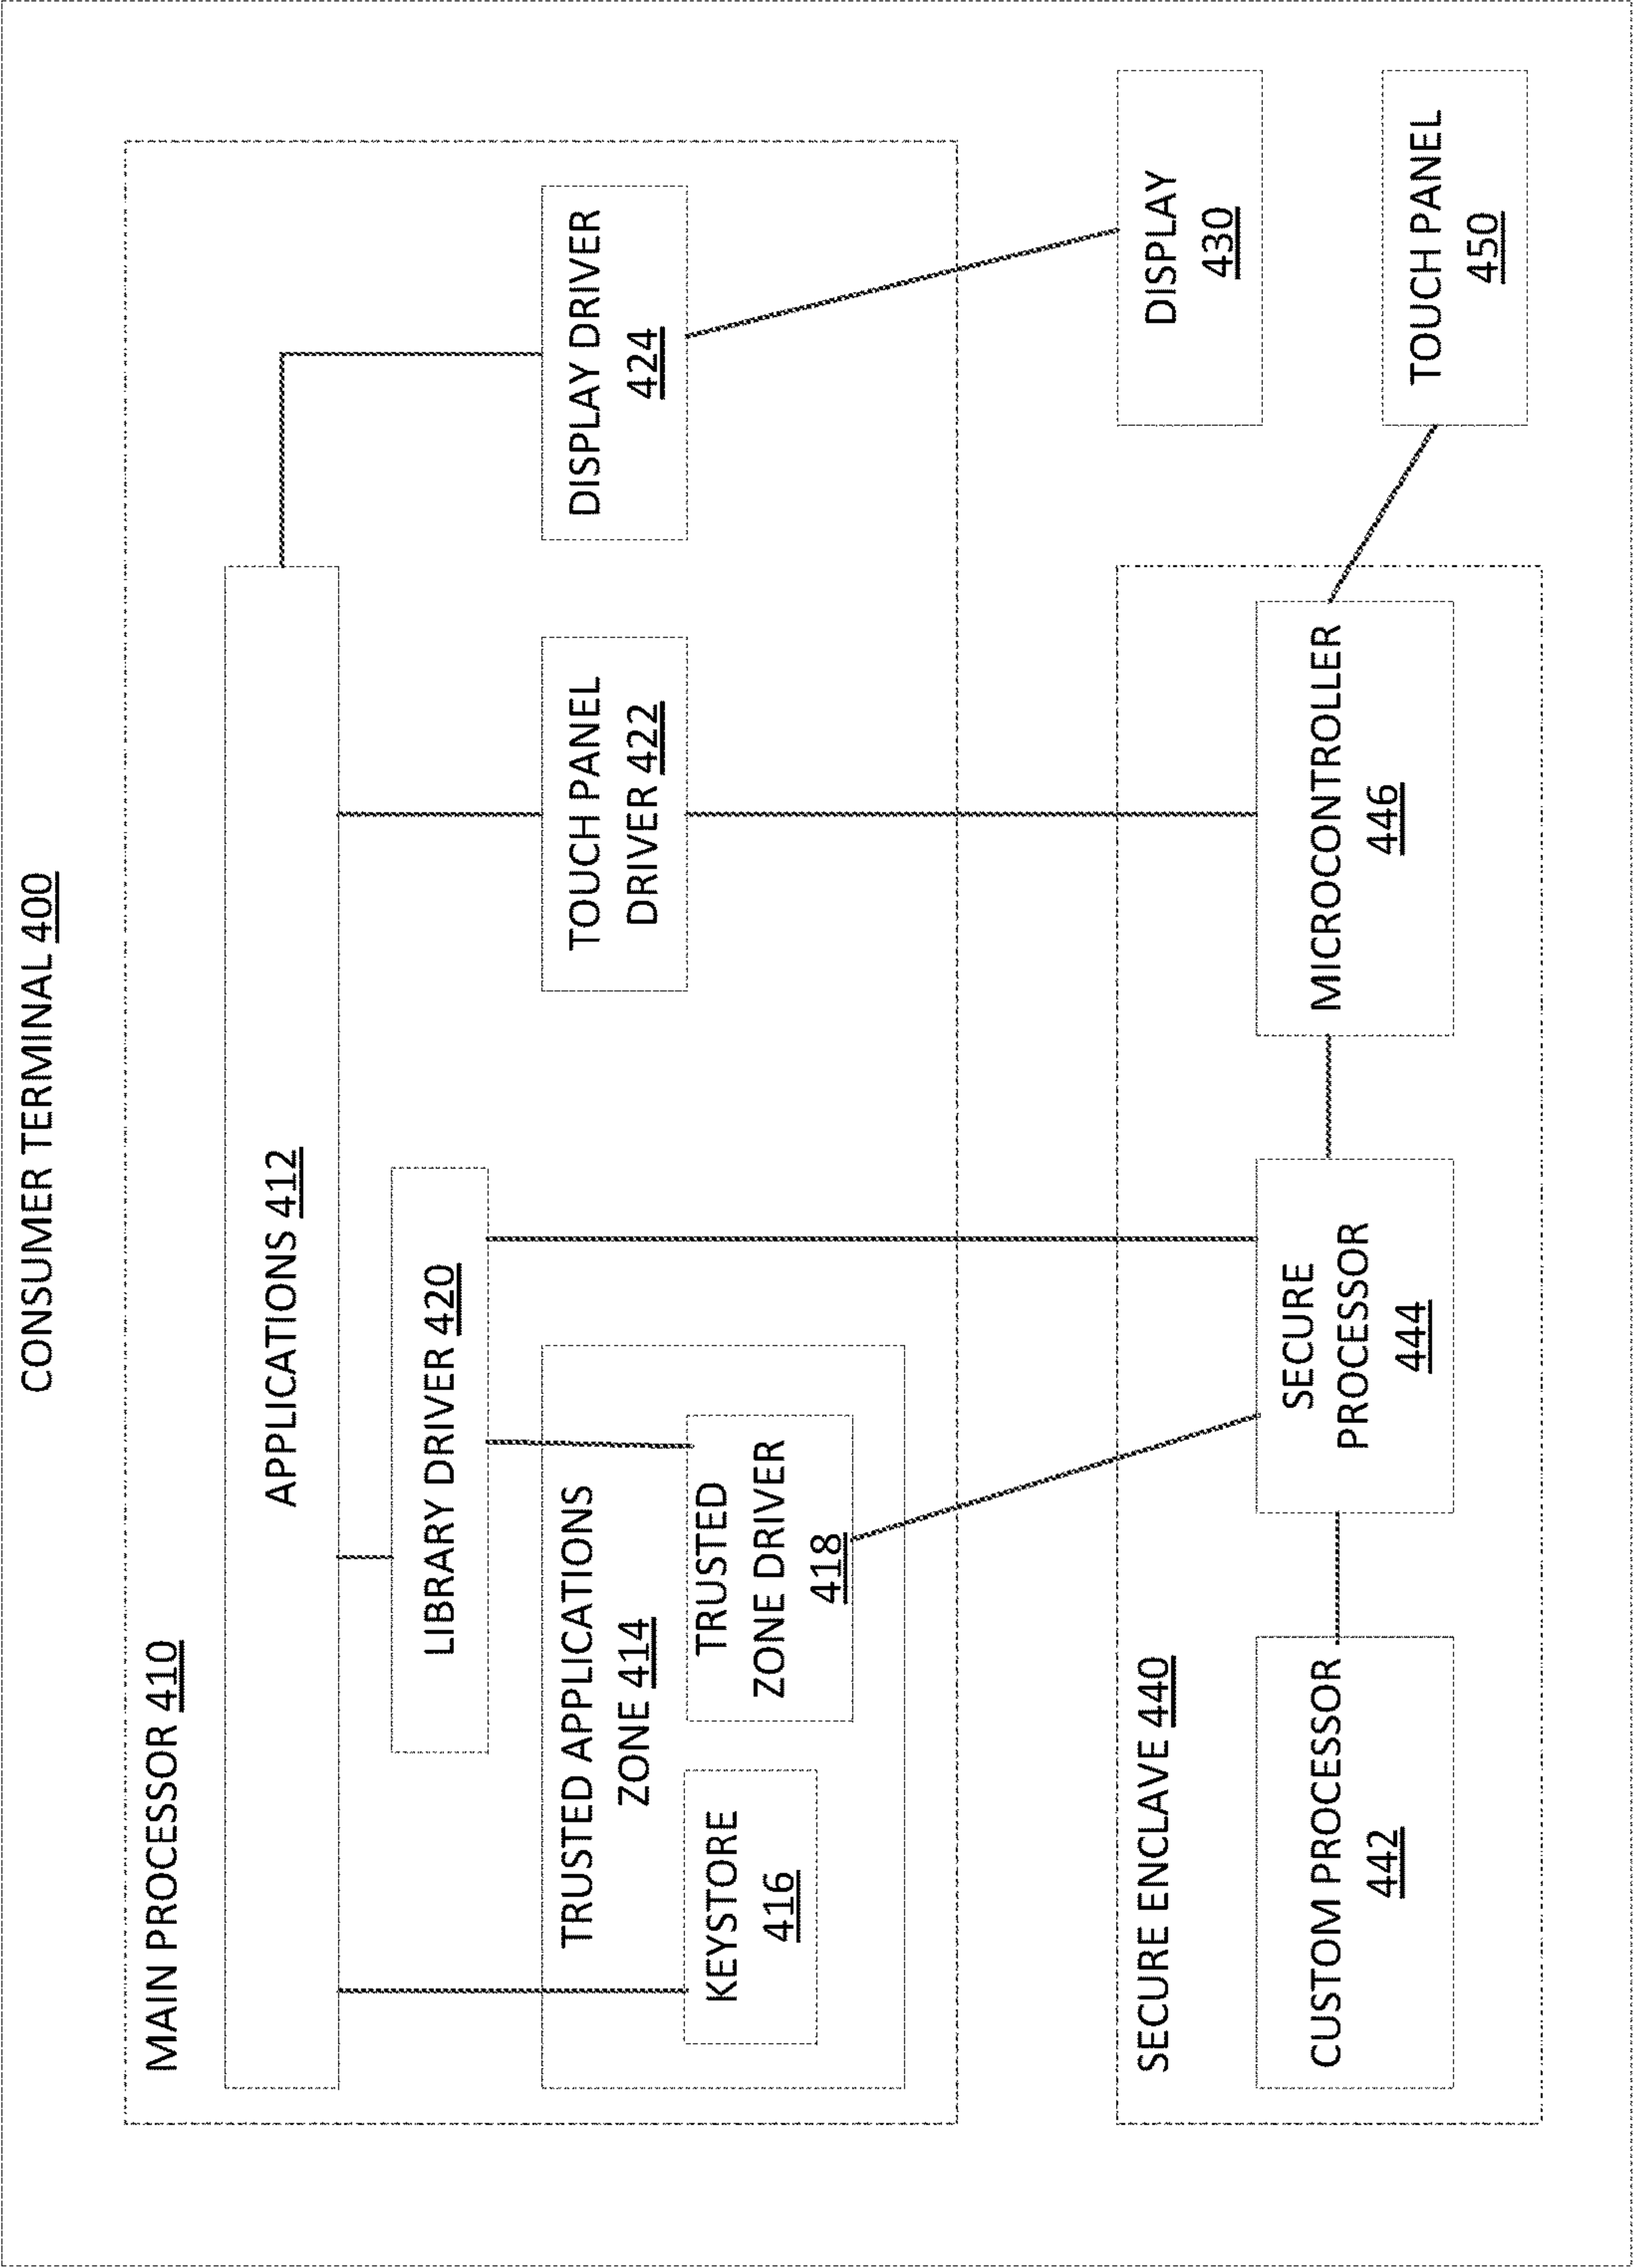 CONSUMER TERMINAL 400
MAIN PROCESSOR 410
APPLICATIONS 412
LIBRARY DRIVER 420
TRUSTED APPLICATIONS
ZONE 414
KEYSTORE
416
TRUSTED
ZONE DRIVER
418
TOUCH PANEL
DRIVER 422
DISPLAY DRIVER
424
SECURE ENCLAVE 440
CUSTOM PROCESSOR
442
SECURE
PROCESSOR
444
MICROCONTROLLER
446
DISPLAY
430
TOUCH PANEL
450